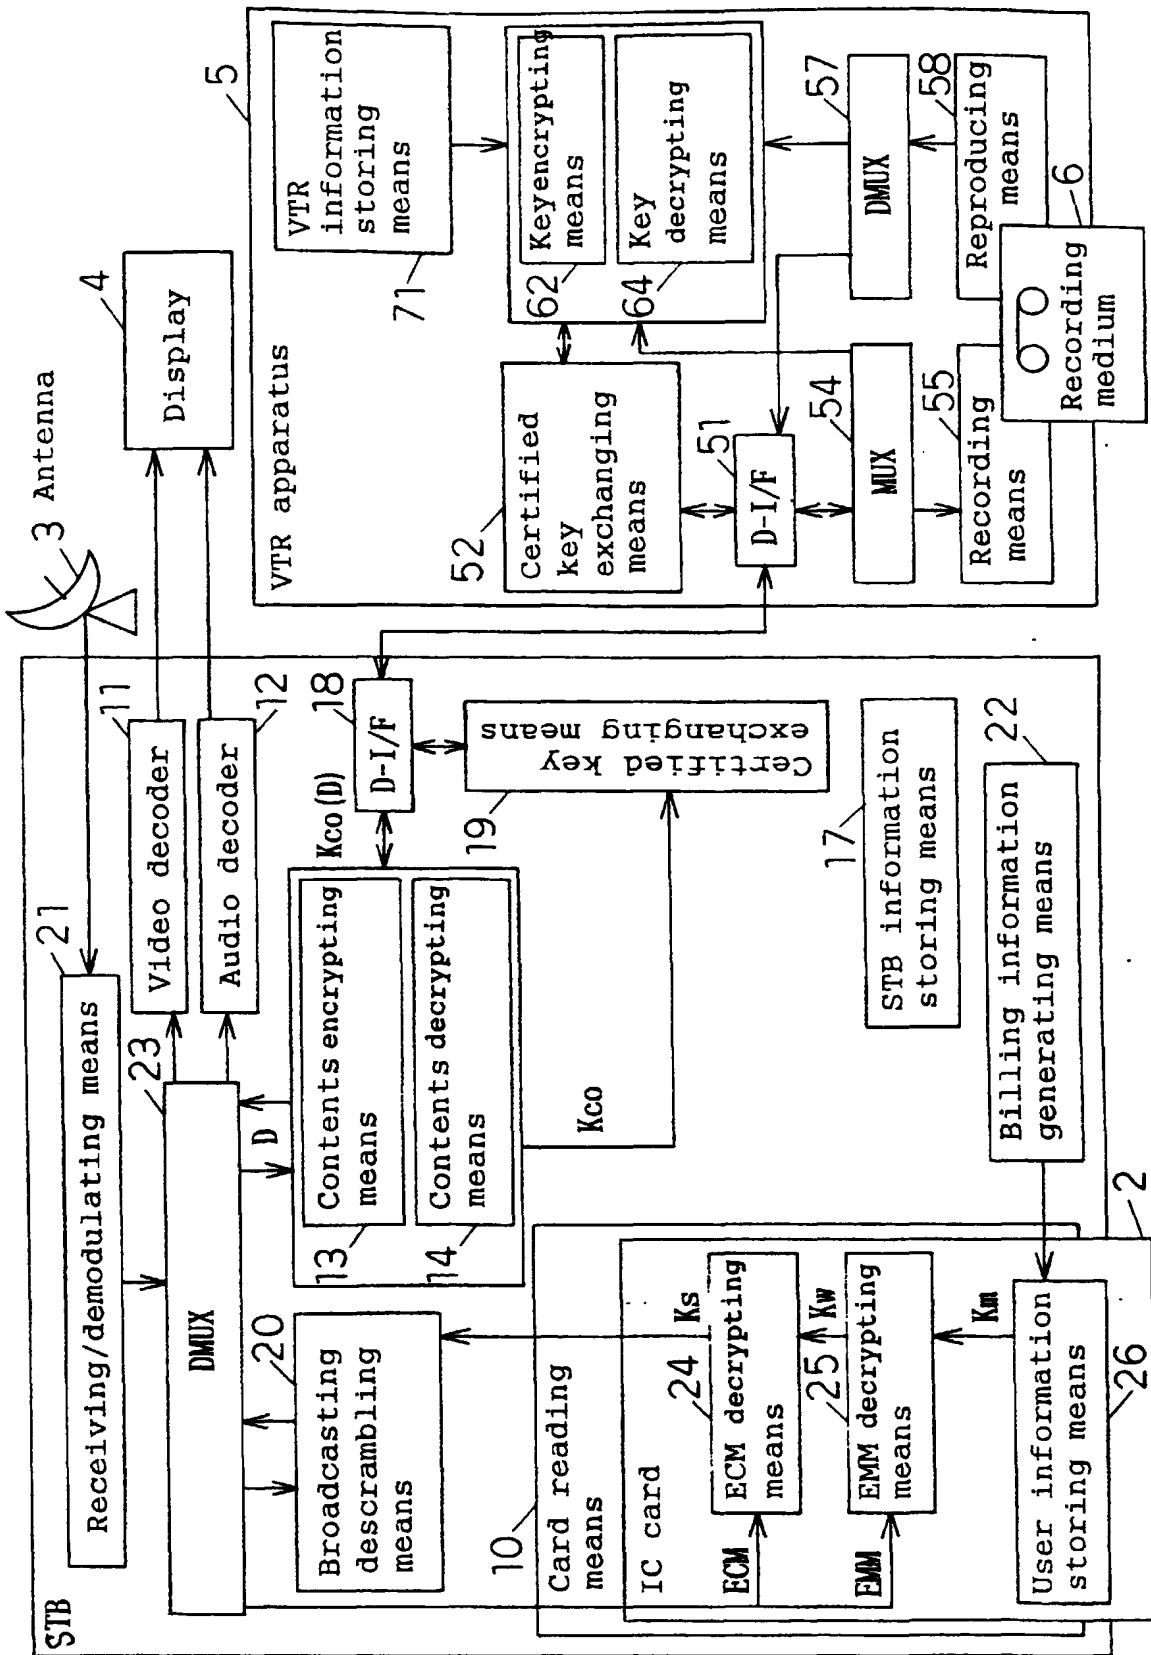 STB
Receiving/demodulating means
21
3
Antenna
4
Display
Video decoder
11
Audio decoder
12
DMUX
23
D
Broadcasting
descrambling
means
20
Contents encrypting
means
13
Contents decrypting
means
14
Kco(D)
D-I/F
18
Certified key
exchanging means
19
Kco
10
Card reading
means
IC card
ECM
EMM
Ks
ECM decrypting
means
24
Kw
EMM decrypting
means
25
Km
User information
storing means
26
2
17
STB information
storing means
Billing information
generating means
22
VTR apparatus
5
VTR
information
storing
means
71
Keyencrypting
means
62
Key
decrypting
means
64
52
Certified
key
exchanging
means
D-I/F
51
MUX
54
DMUX
57
Recording
means
55
Reproducing
means
58
Recording
medium
6